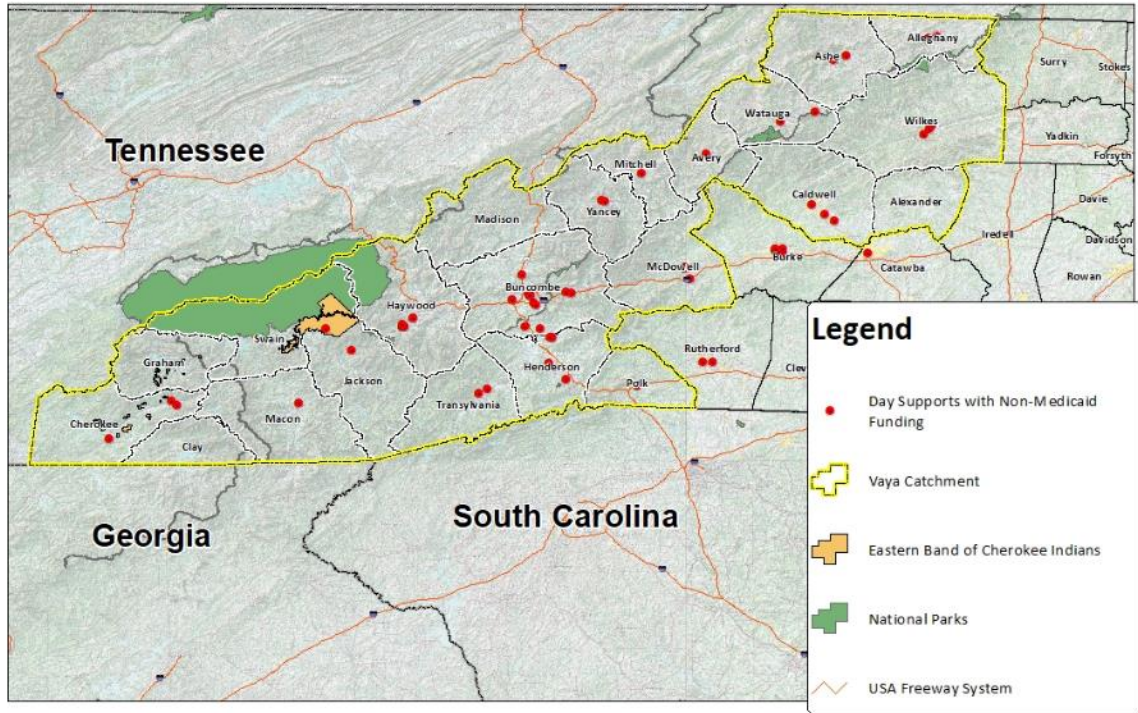 Alleghany
Surry
Ashe
Stokes
Watauga
Wilkes
Yadkin
Tennessee
Mitchell
Avery
Forsyth
Caldwell
Alexander
Davie
Yancey
Madison
Iredell
Davidson
McDowell
Burke
Catawba
Rowan
Buncombe
Haywood
Swain
Rutherford
Graham
Clev
Henderson
Jackson
Polk
Transylvania
Macon
Cherokee
Clay
South Carolina
Georgia
Legend
Day Supports with Non-Medicaid
Funding
Vaya Catchment
Eastern Band of Cherokee Indians
National Parks
USA Freeway System